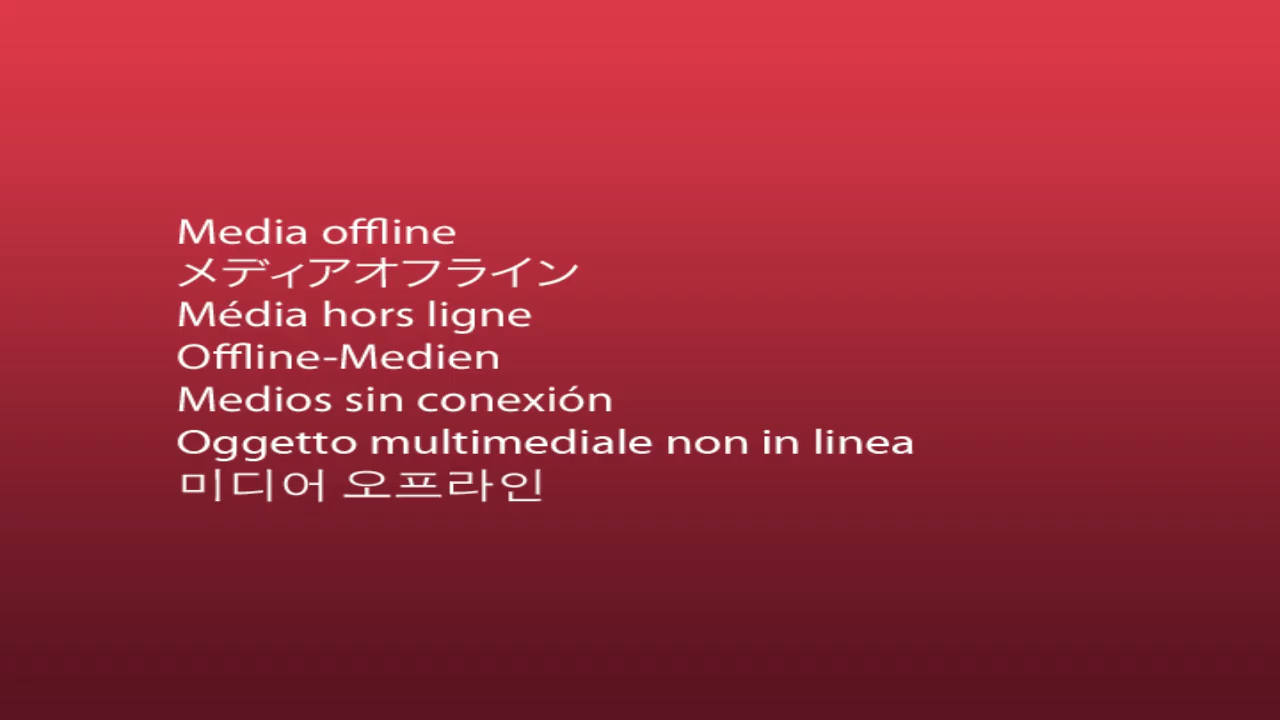 Media offline
メディアオフライン
Média hors ligne
Offline-Medien
Medios sin conexión
Oggetto multimediale non in linea
미디어 오프라인